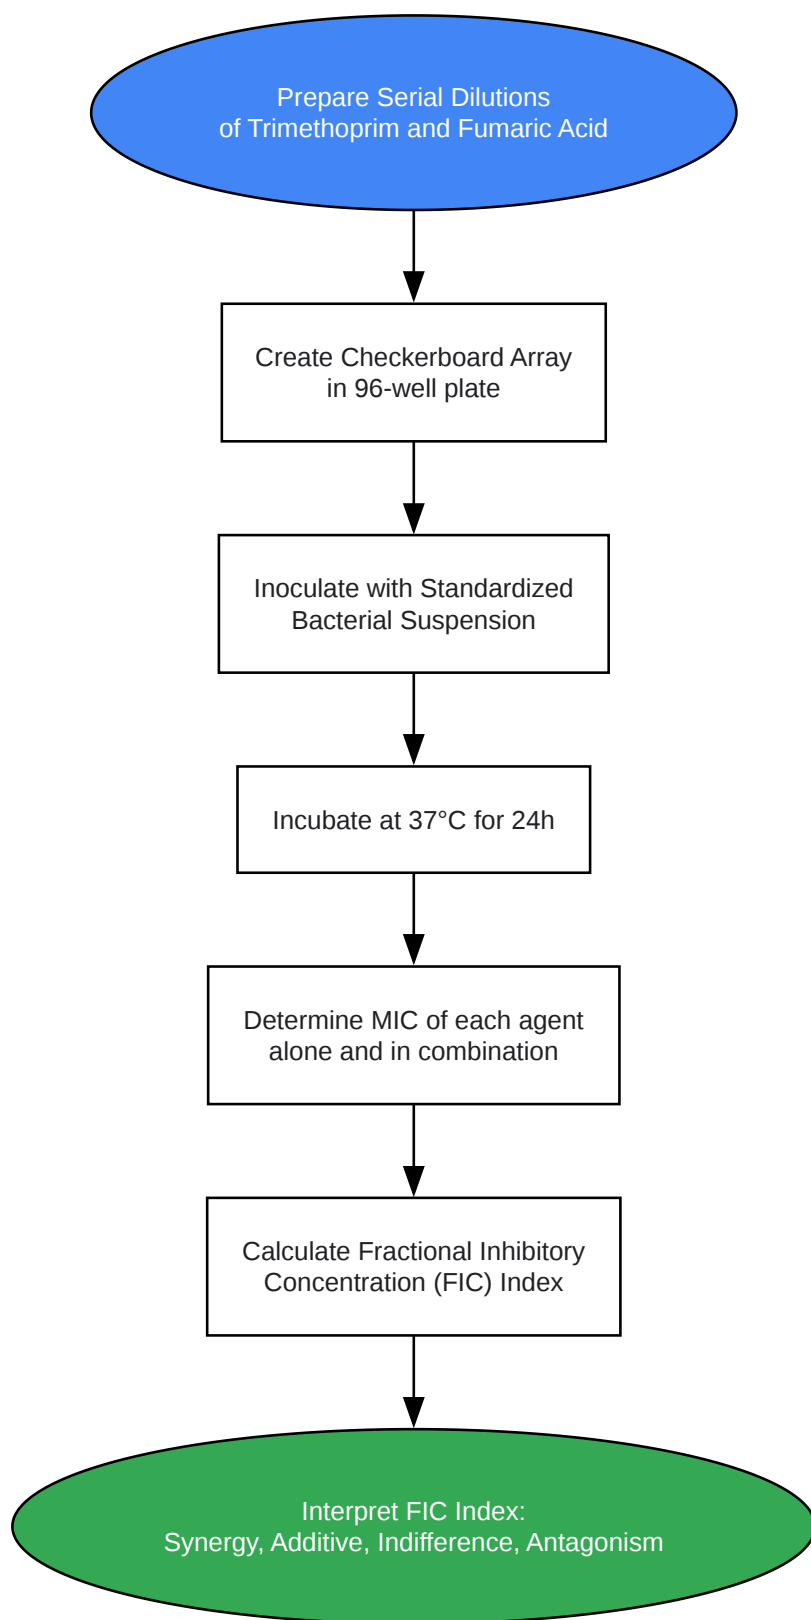 Prepare Serial Dilutions
of Trimethoprim and Fumaric Acid
Create Checkerboard Array
in 96-well plate
Inoculate with Standardized
Bacterial Suspension
Incubate at 37°C for 24h
Determine MIC of each agent
alone and in combination
Calculate Fractional Inhibitory
Concentration (FIC) Index
Interpret FIC Index:
Synergy, Additive, Indifference, Antagonism